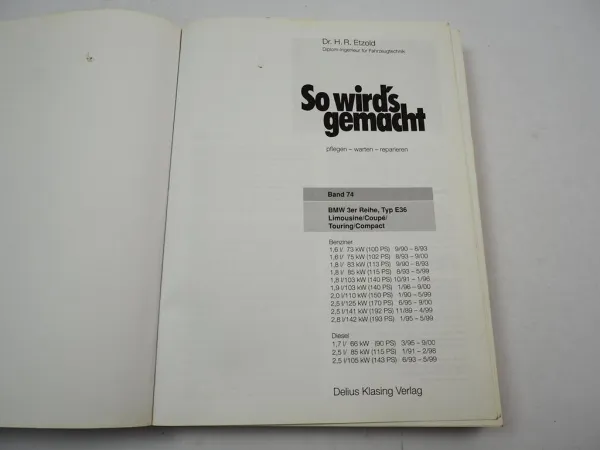 Dr. H. R. Etzold
Diplom-Ingenieur für Fahrzeugtechnik
So wird's
gemacht
pflegen – warten – reparieren
Band 74
BMW 3er Reihe, Typ E36
Limousine/Coupé/
Touring/Compact
Benziner
1,6 l/ 73 kW (100 PS) 9/90 – 8/93
1,6 l/ 75 kW (102 PS) 8/93 – 9/00
1,8 l/ 83 kW (113 PS) 9/90 – 8/93
1,8 l/ 85 kW (115 PS) 8/93 – 5/99
1,8 l/103 kW (140 PS) 10/91 – 1/96
1,9 l/103 kW (140 PS) 1/96 – 9/00
2,0 l/110 kW (150 PS) 1/90 – 5/99
2,5 l/125 kW (170 PS) 6/95 – 9/00
2,5 l/141 kW (192 PS) 11/89 – 4/99
2,8 l/142 kW (193 PS) 1/95 – 5/99
Diesel
1,7 l/ 66 kW (90 PS) 3/95 – 9/00
2,5 l/ 85 kW (115 PS) 1/91 – 2/98
2,5 l/105 kW (143 PS) 6/93 – 5/99
Delius Klasing Verlag